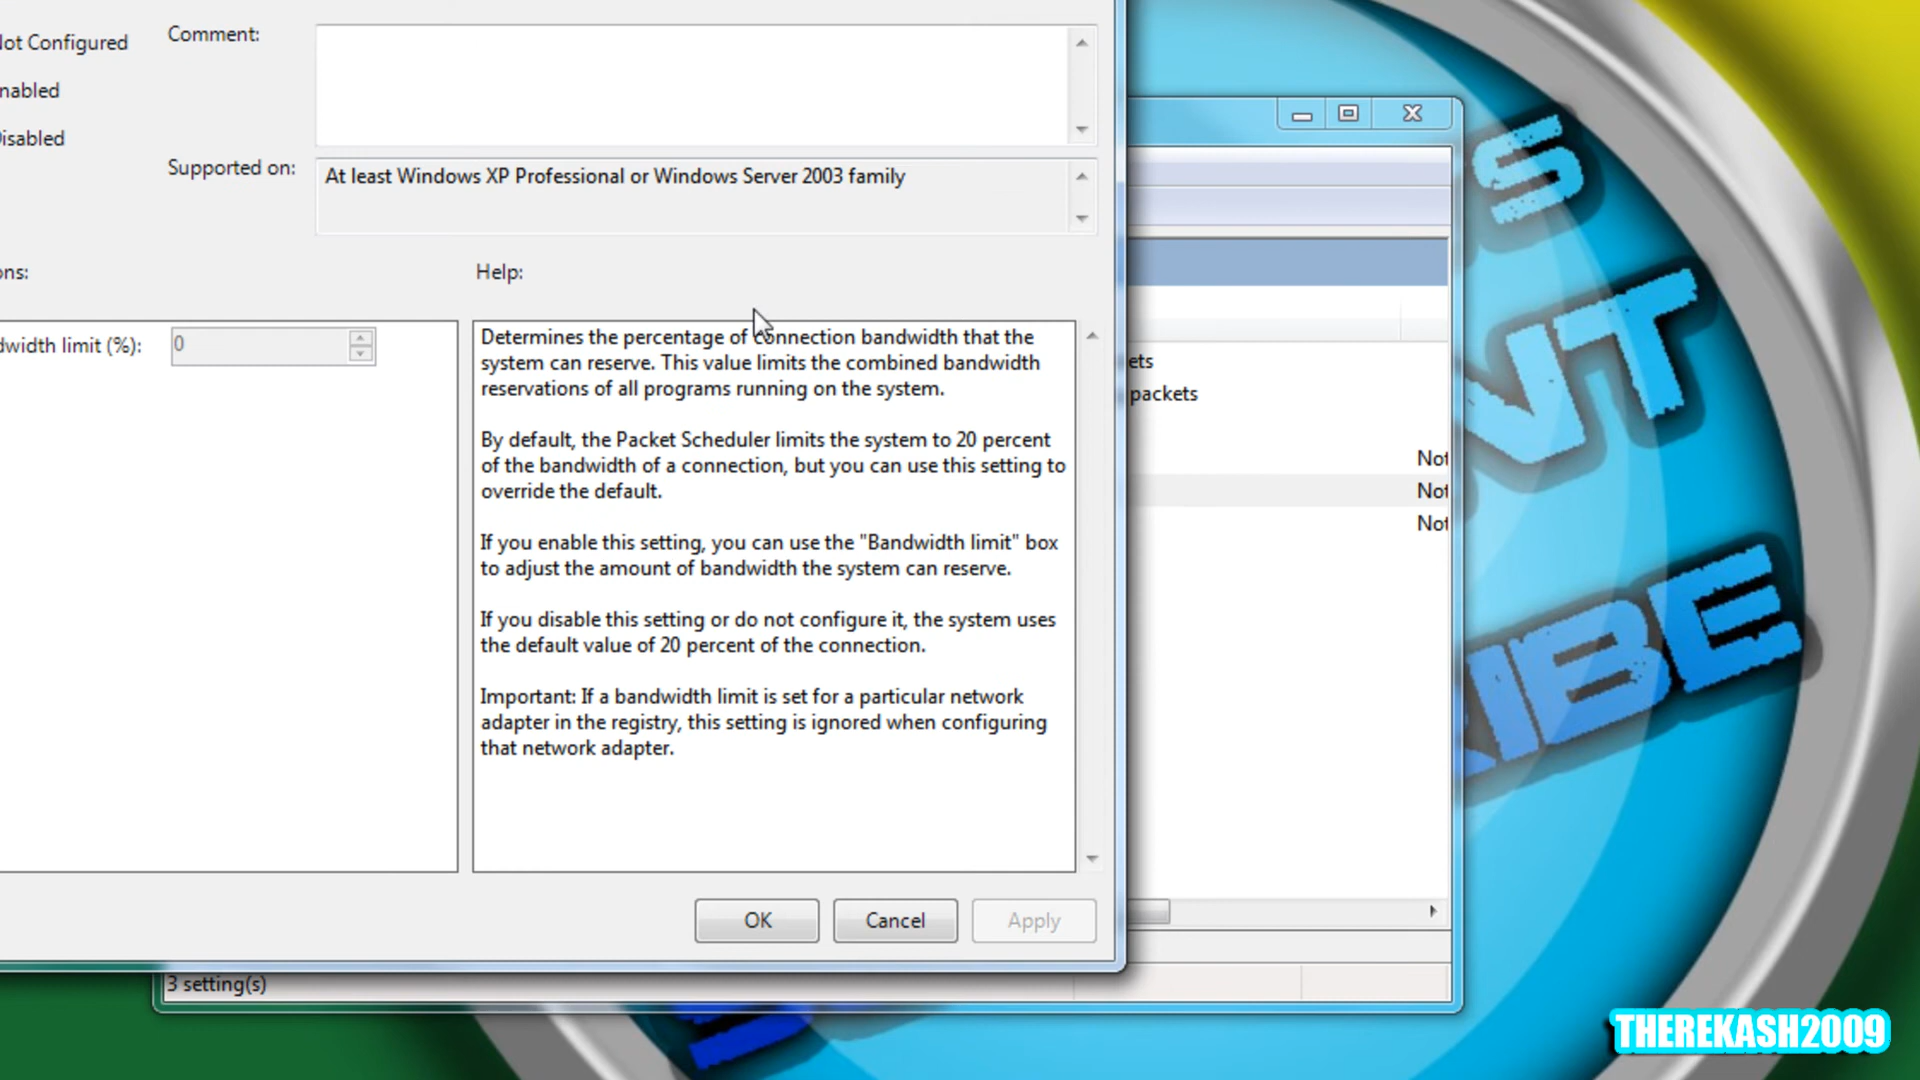 Not Configured
Comment:
nabled
isabled
Supported on:
At least Windows XP Professional or Windows Server 2003 family
ons:
Help:
dwidth limit (%):
0
Determines the percentage of connection bandwidth that the
system can reserve. This value limits the combined bandwidth
reservations of all programs running on the system.
By default, the Packet Scheduler limits the system to 20 percent
of the bandwidth of a connection, but you can use this setting to
override the default.
If you enable this setting, you can use the "Bandwidth limit" box
to adjust the amount of bandwidth the system can reserve.
If you disable this setting or do not configure it, the system uses
the default value of 20 percent of the connection.
Important: If a bandwidth limit is set for a particular network
adapter in the registry, this setting is ignored when configuring
that network adapter.
OK
Cancel
Apply
ets
packets
Not
Not
Not
3 setting(s)
S
NT
IBE
THEREKASH2009